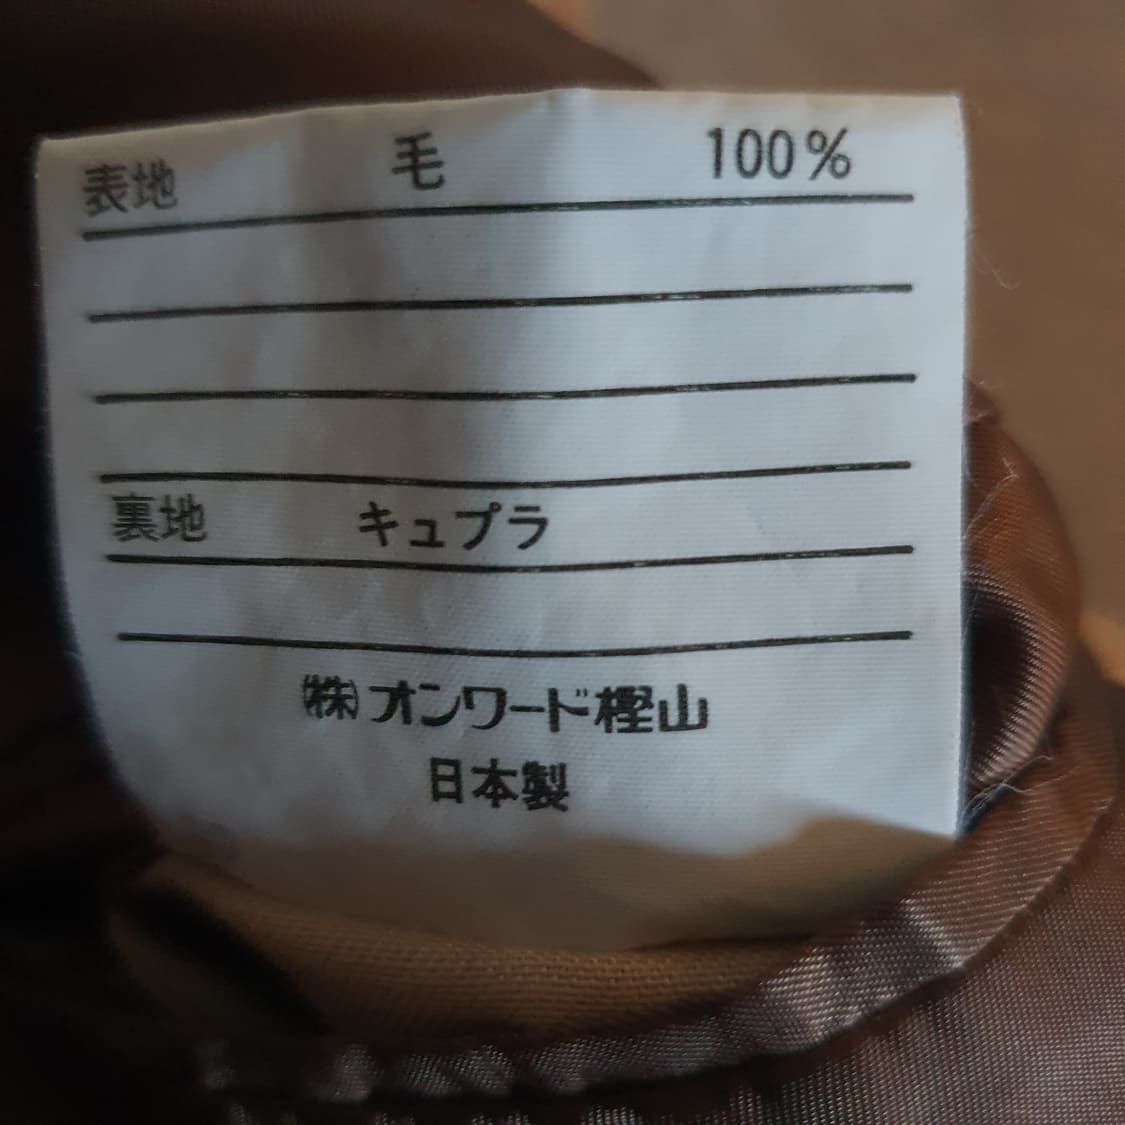 表地 毛 100%
裏地 キュプラ
㈱オンワード樫山
日本製